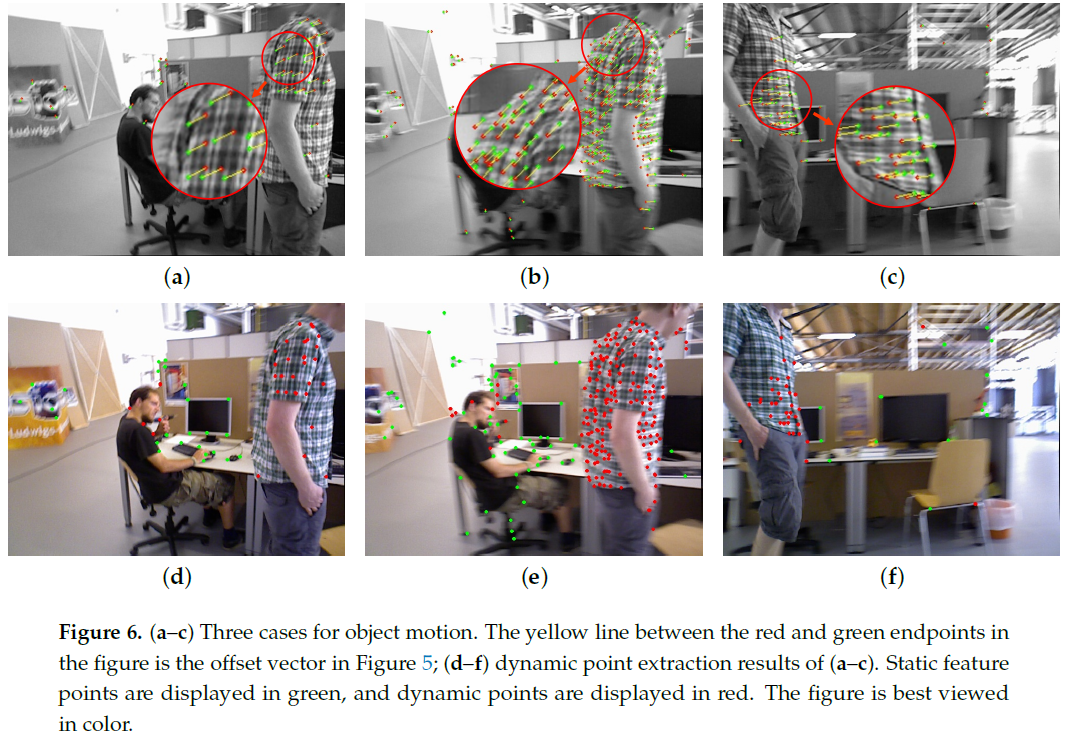 (a) (b) (c)
(d) (e) (f)
Figure 6. (a–c) Three cases for object motion. The yellow line between the red and green endpoints in
the figure is the offset vector in Figure 5; (d–f) dynamic point extraction results of (a–c). Static feature
points are displayed in green, and dynamic points are displayed in red. The figure is best viewed
in color.